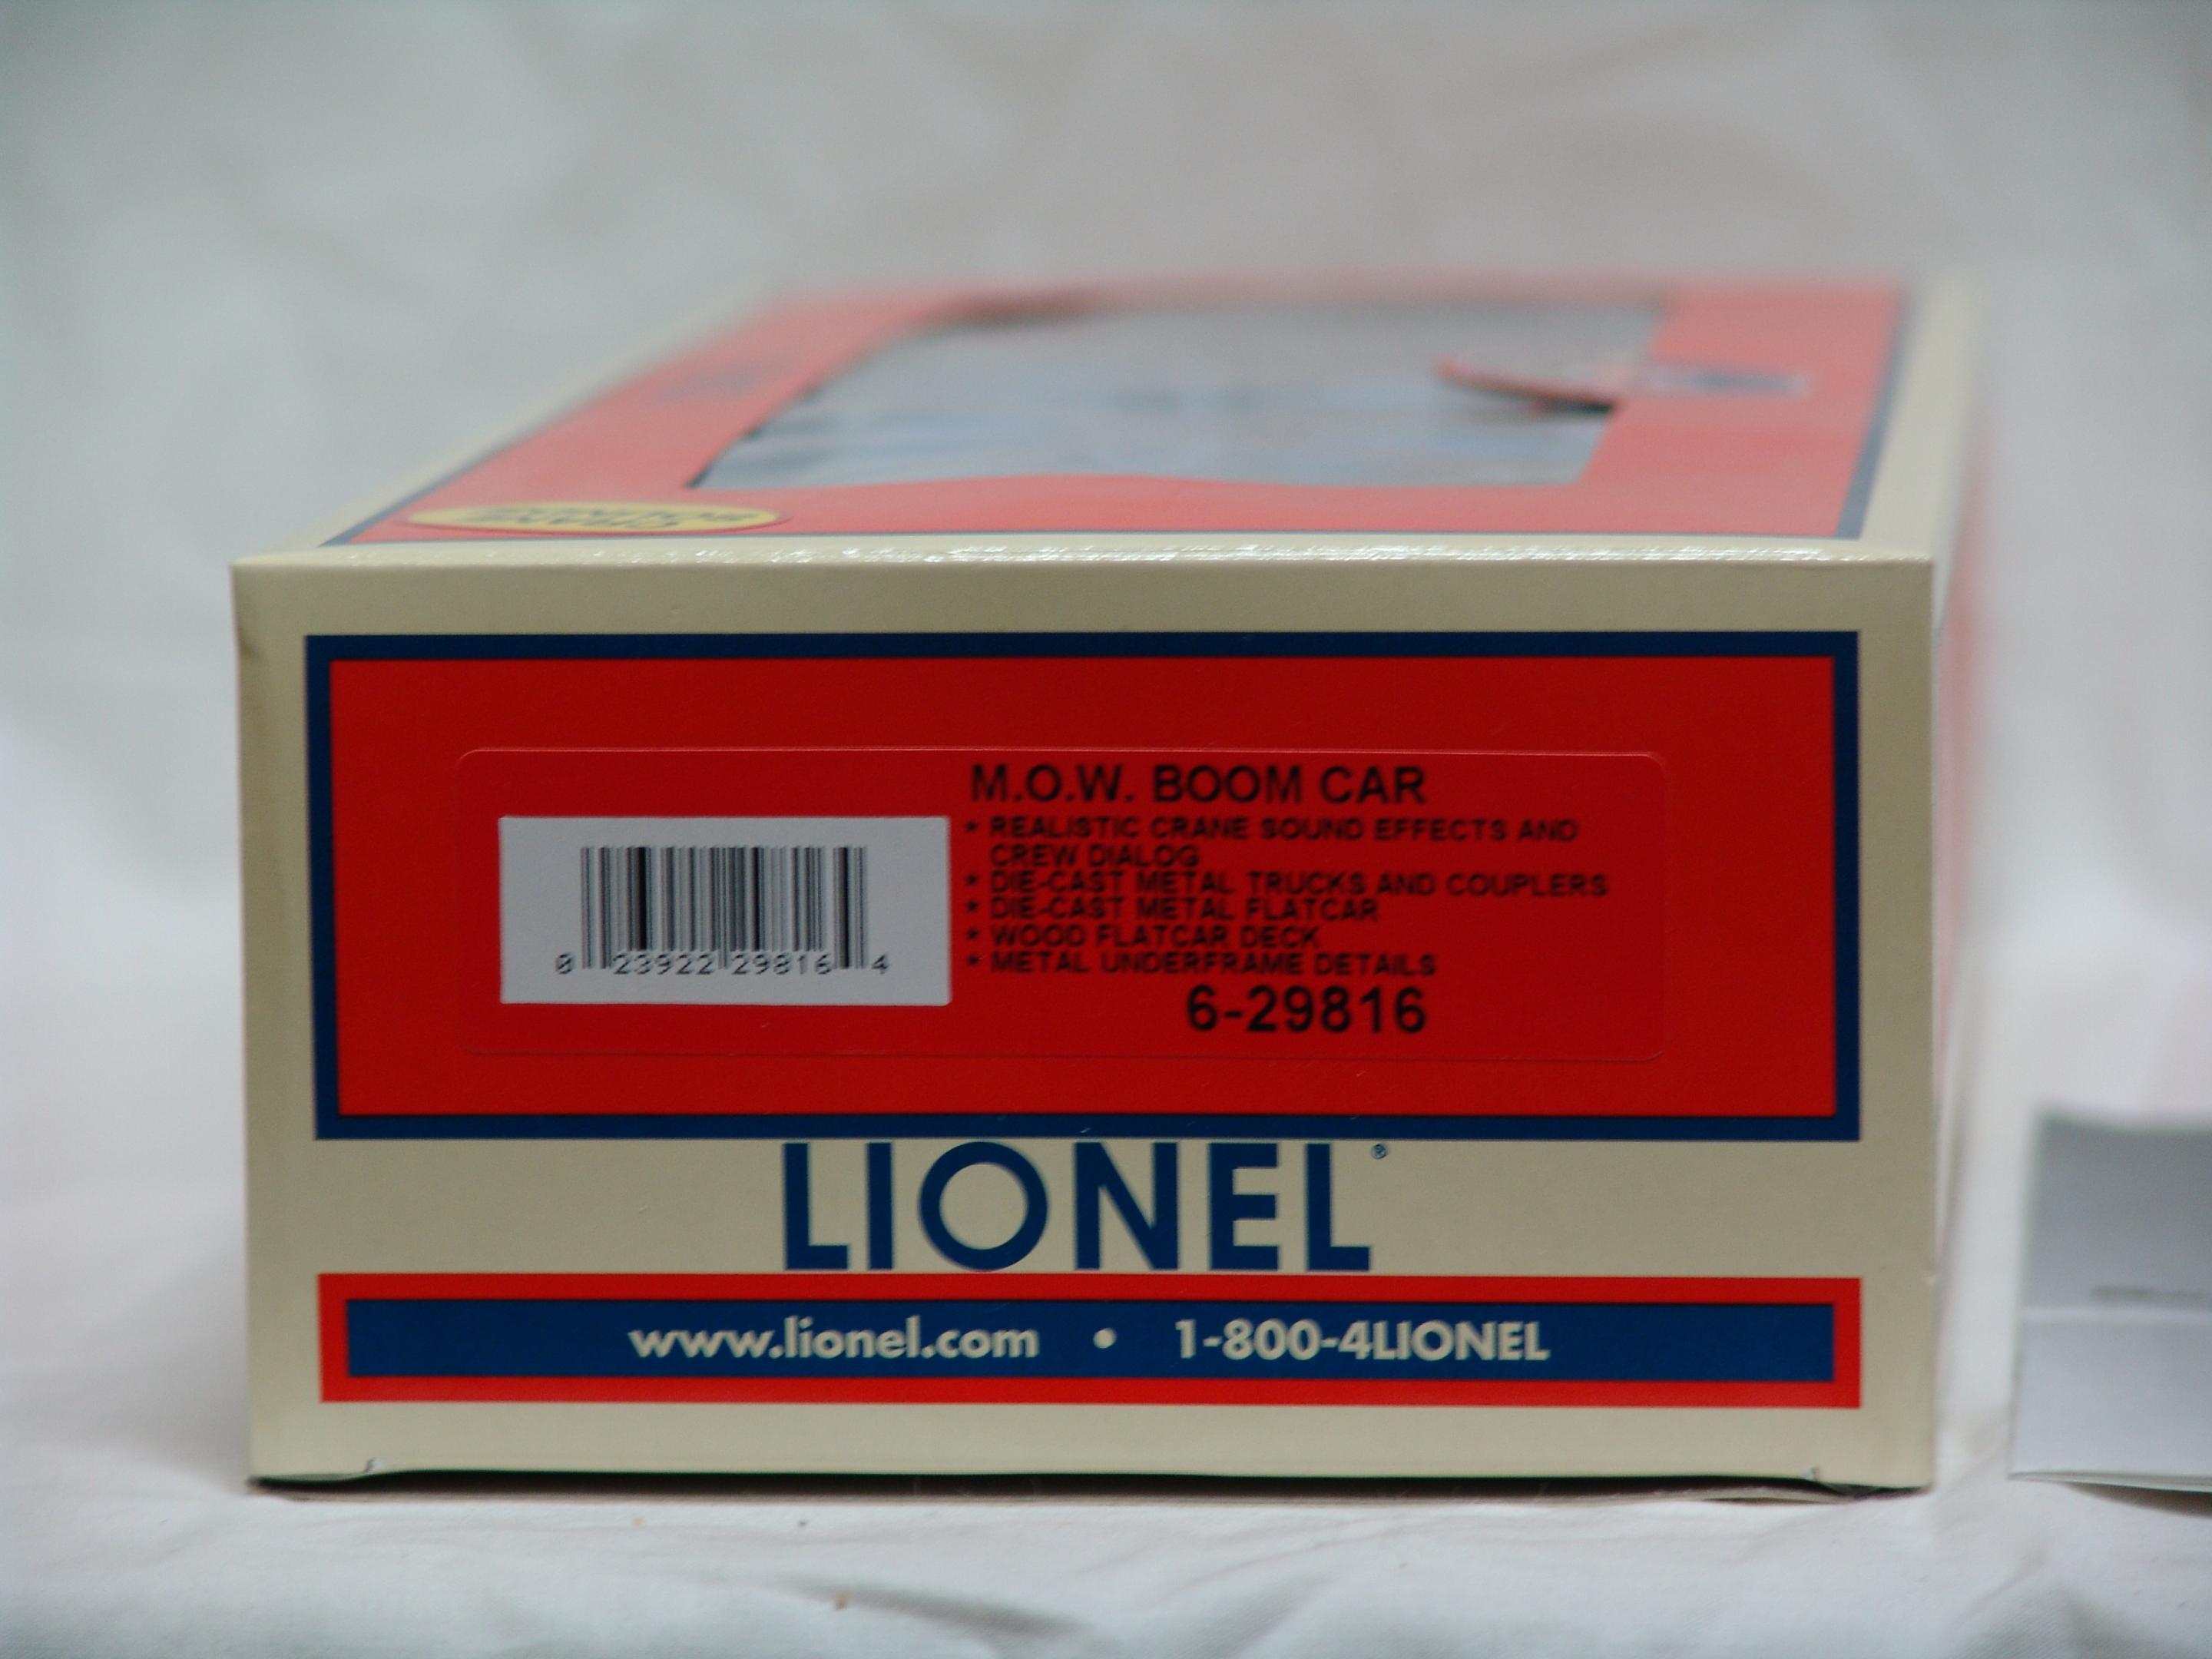 M.O.W. BOOM CAR
* REALISTIC CRANE SOUND EFFECTS AND
CREW DIALOG
* DIE-CAST METAL TRUCKS AND COUPLERS
* DIE-CAST METAL FLATCAR
* WOOD FLATCAR DECK
* METAL UNDERFRAME DETAILS
6-29816
0 23922 29816 4
LIONEL®
www.lionel.com • 1-800-4LIONEL